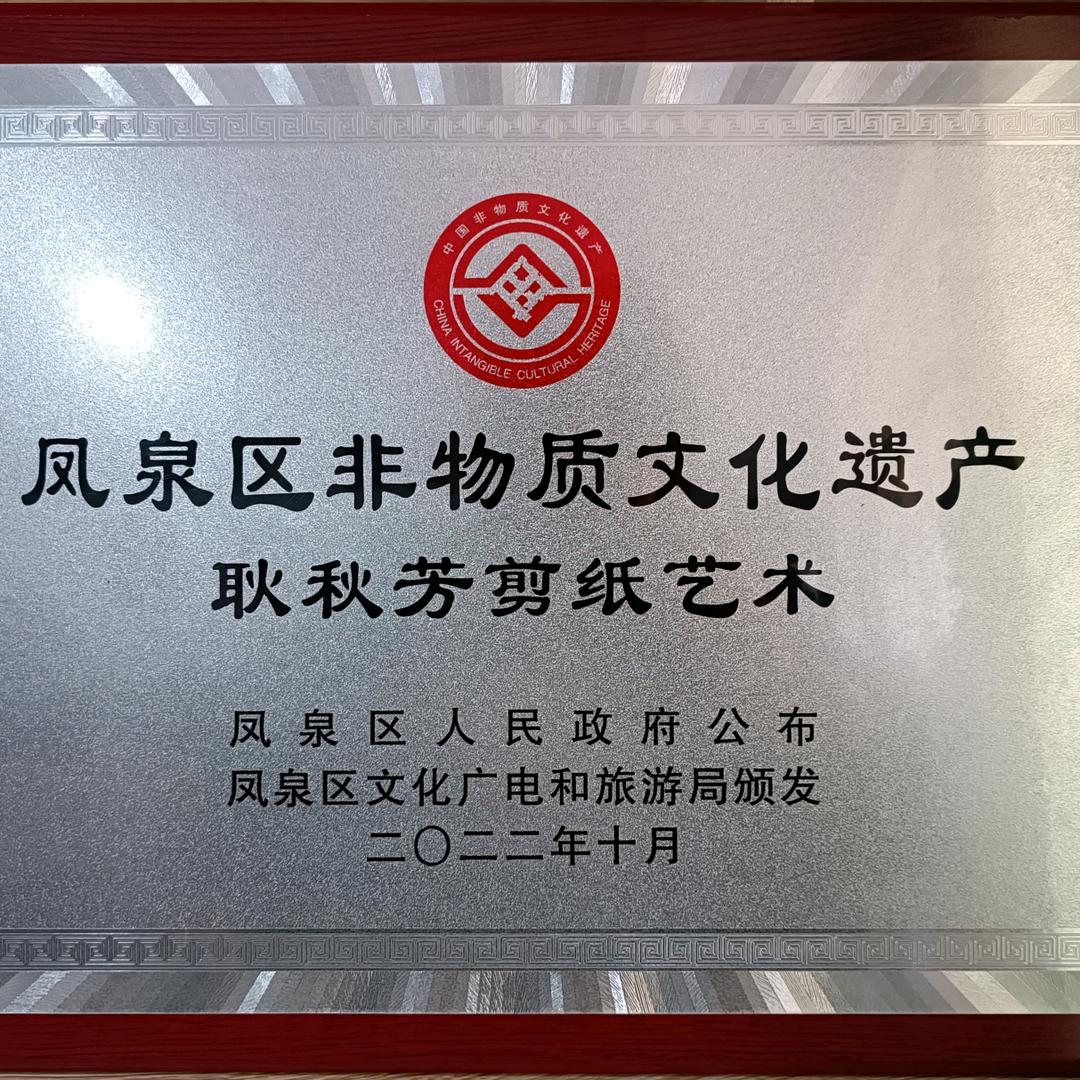 中国非物质文化遗产
CHINA INTANGIBLE CULTURAL HERITAGE
凤泉区非物质文化遗产
耿秋芳剪纸艺术
凤泉区人民政府公布
凤泉区文化广电和旅游局颁发
二〇二二年十月